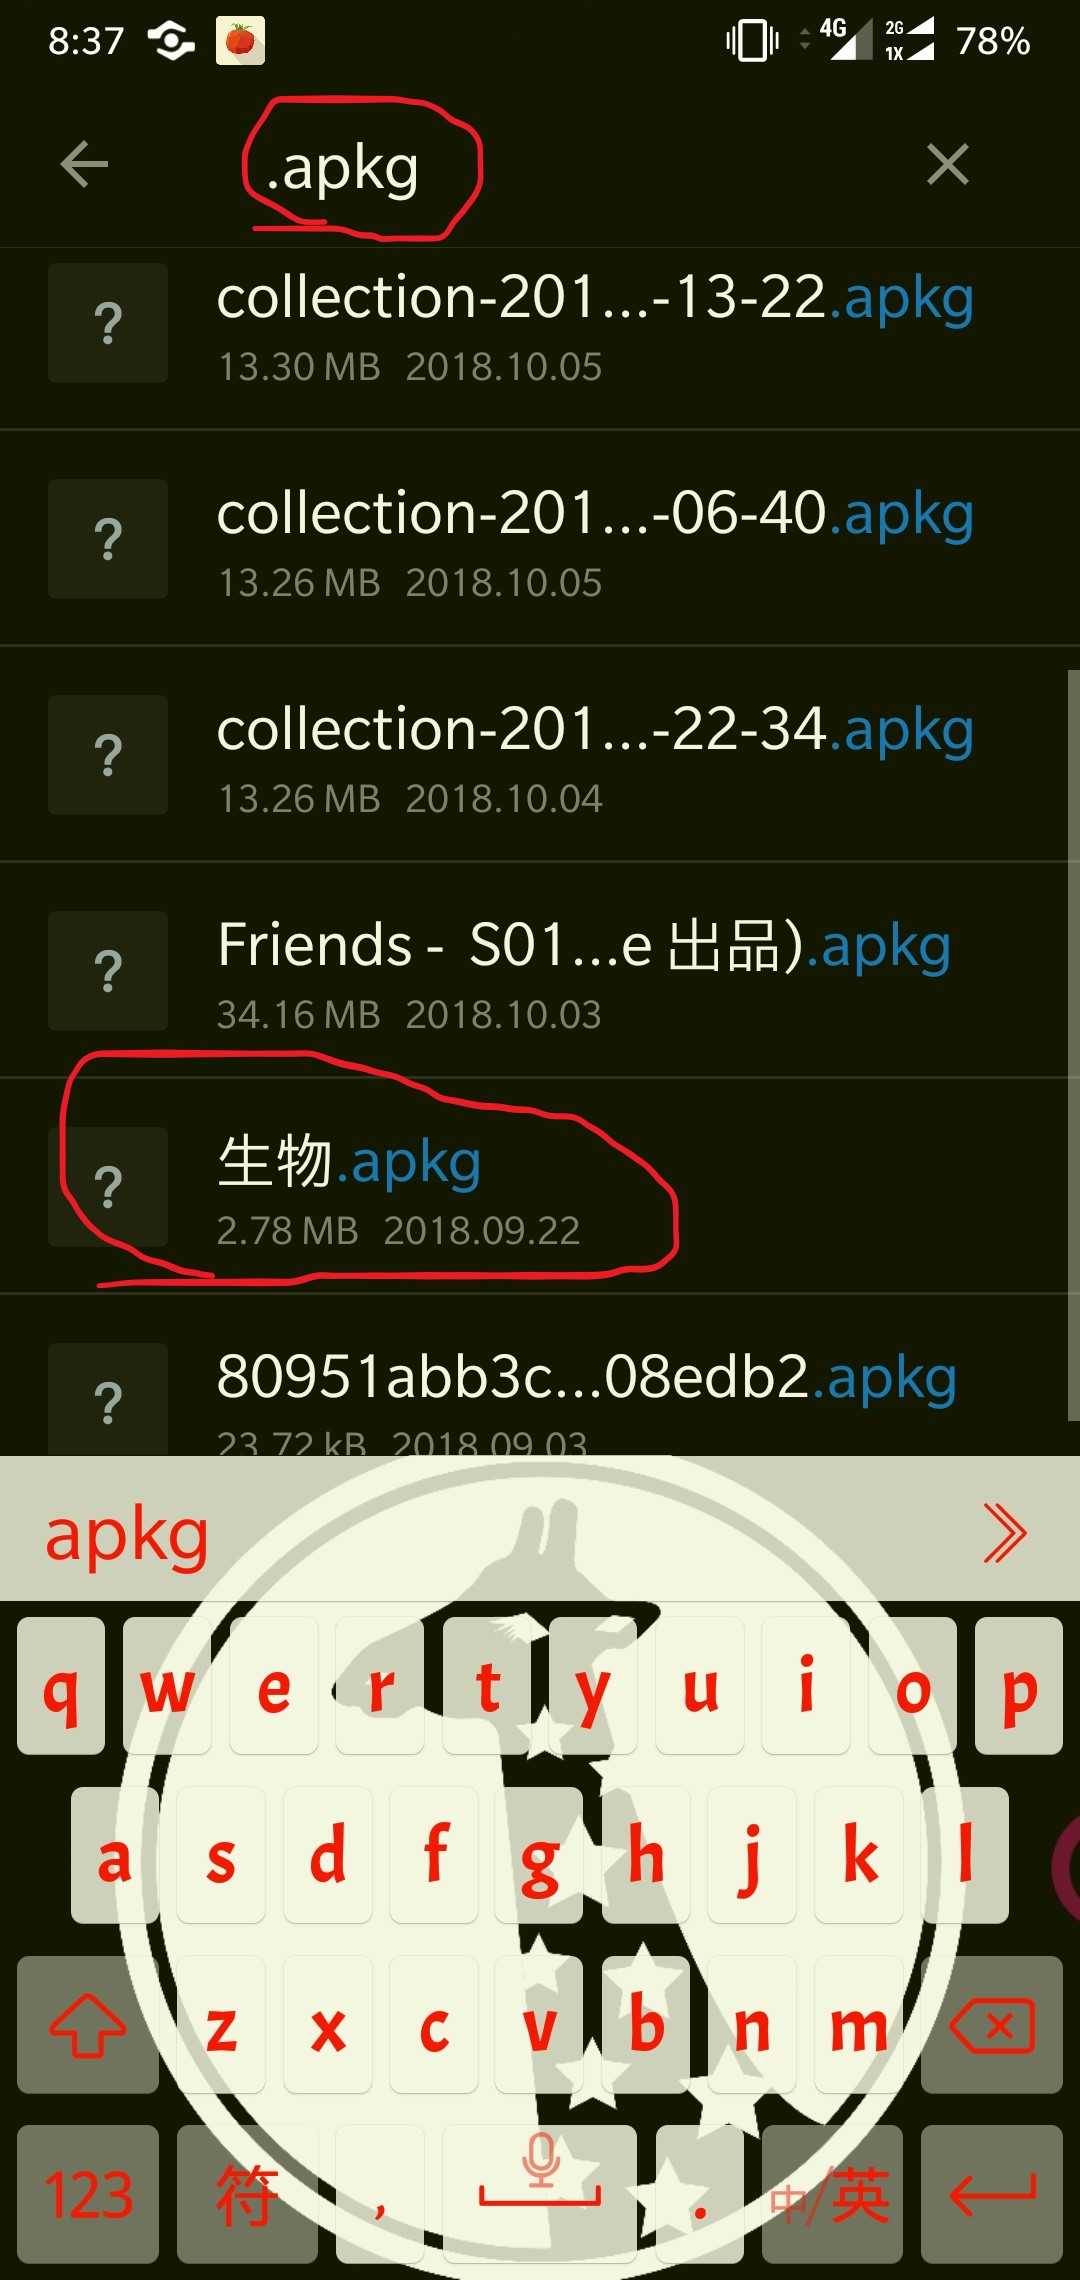 8:37 4G 2G 1X 78%
.apkg
collection-201...-13-22.apkg
13.30 MB 2018.10.05
collection-201...-06-40.apkg
13.26 MB 2018.10.05
collection-201...-22-34.apkg
13.26 MB 2018.10.04
Friends - S01...e 出品).apkg
34.16 MB 2018.10.03
生物.apkg
2.78 MB 2018.09.22
80951abb3c...08edb2.apkg
23.72 kB 2018.09.03
apkg
q w e r t y u i o p
a s d f g h j k l
z x c v b n m
123 符 , . 中/英